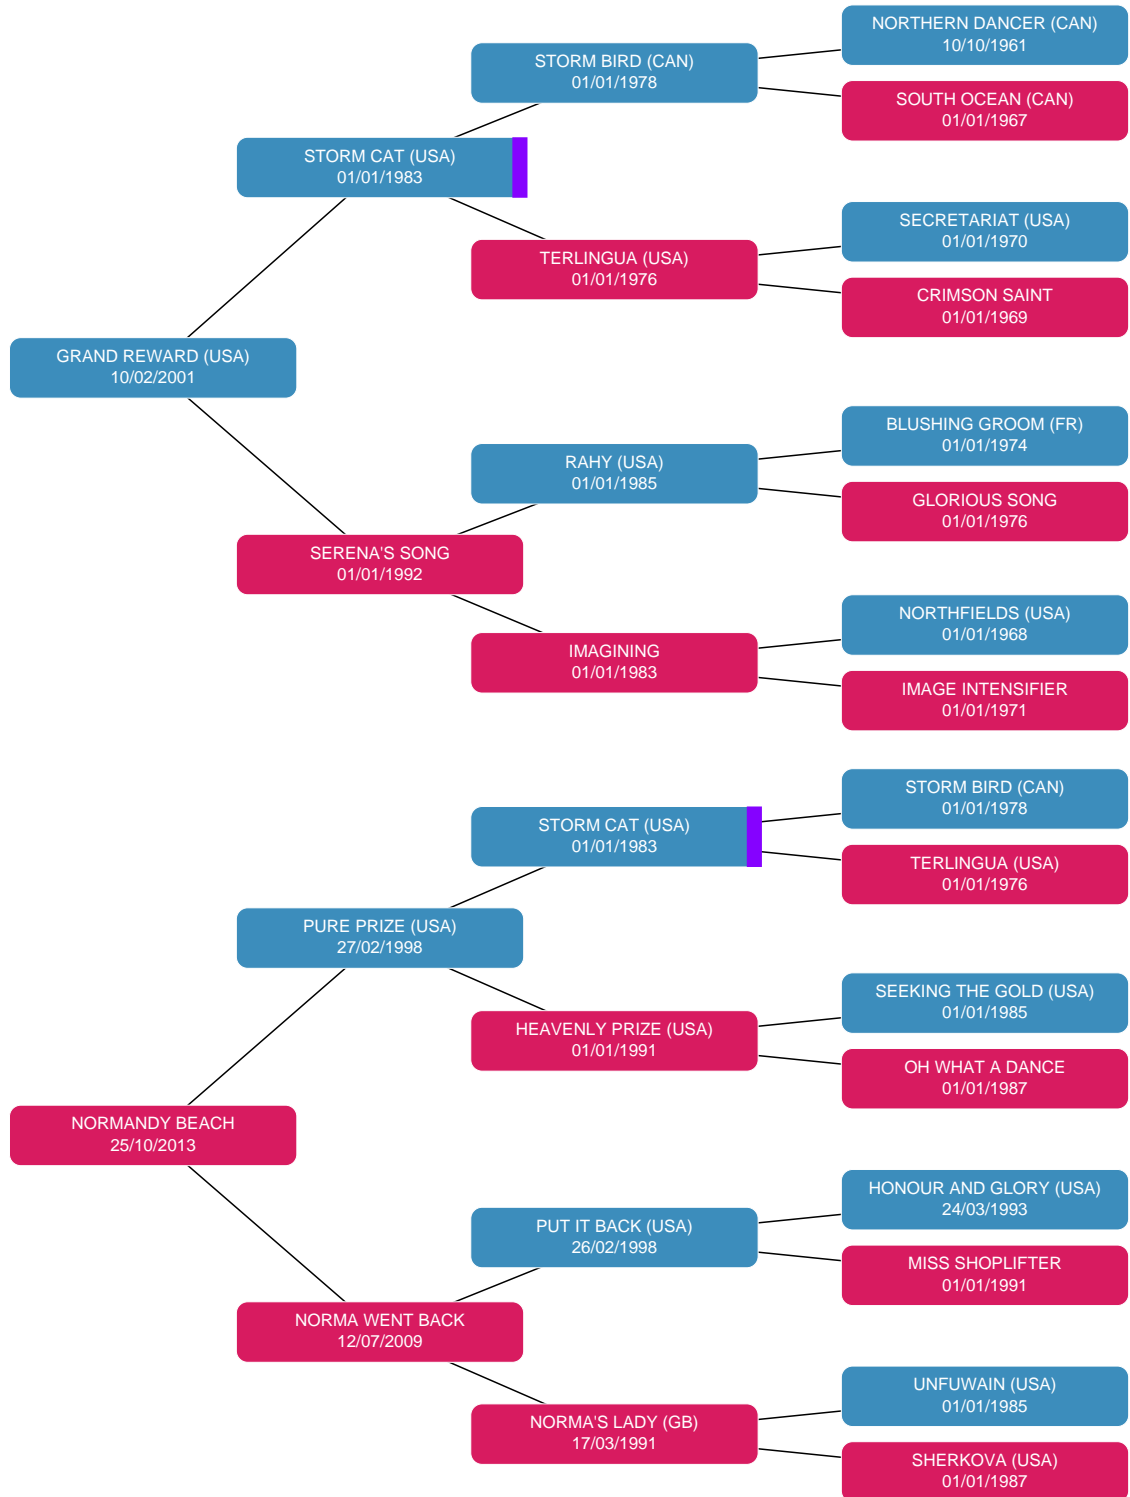 NORTHERN DANCER (CAN)
10/10/1961
STORM BIRD (CAN)
01/01/1978
SOUTH OCEAN (CAN)
01/01/1967
STORM CAT (USA)
01/01/1983
SECRETARIAT (USA)
01/01/1970
TERLINGUA (USA)
01/01/1976
CRIMSON SAINT
01/01/1969
GRAND REWARD (USA)
10/02/2001
BLUSHING GROOM (FR)
01/01/1974
RAHY (USA)
01/01/1985
GLORIOUS SONG
01/01/1976
SERENA'S SONG
01/01/1992
NORTHFIELDS (USA)
01/01/1968
IMAGINING
01/01/1983
IMAGE INTENSIFIER
01/01/1971
STORM BIRD (CAN)
01/01/1978
STORM CAT (USA)
01/01/1983
TERLINGUA (USA)
01/01/1976
PURE PRIZE (USA)
27/02/1998
SEEKING THE GOLD (USA)
01/01/1985
HEAVENLY PRIZE (USA)
01/01/1991
OH WHAT A DANCE
01/01/1987
NORMANDY BEACH
25/10/2013
HONOUR AND GLORY (USA)
24/03/1993
PUT IT BACK (USA)
26/02/1998
MISS SHOPLIFTER
01/01/1991
NORMA WENT BACK
12/07/2009
UNFUWAIN (USA)
01/01/1985
NORMA'S LADY (GB)
17/03/1991
SHERKOVA (USA)
01/01/1987